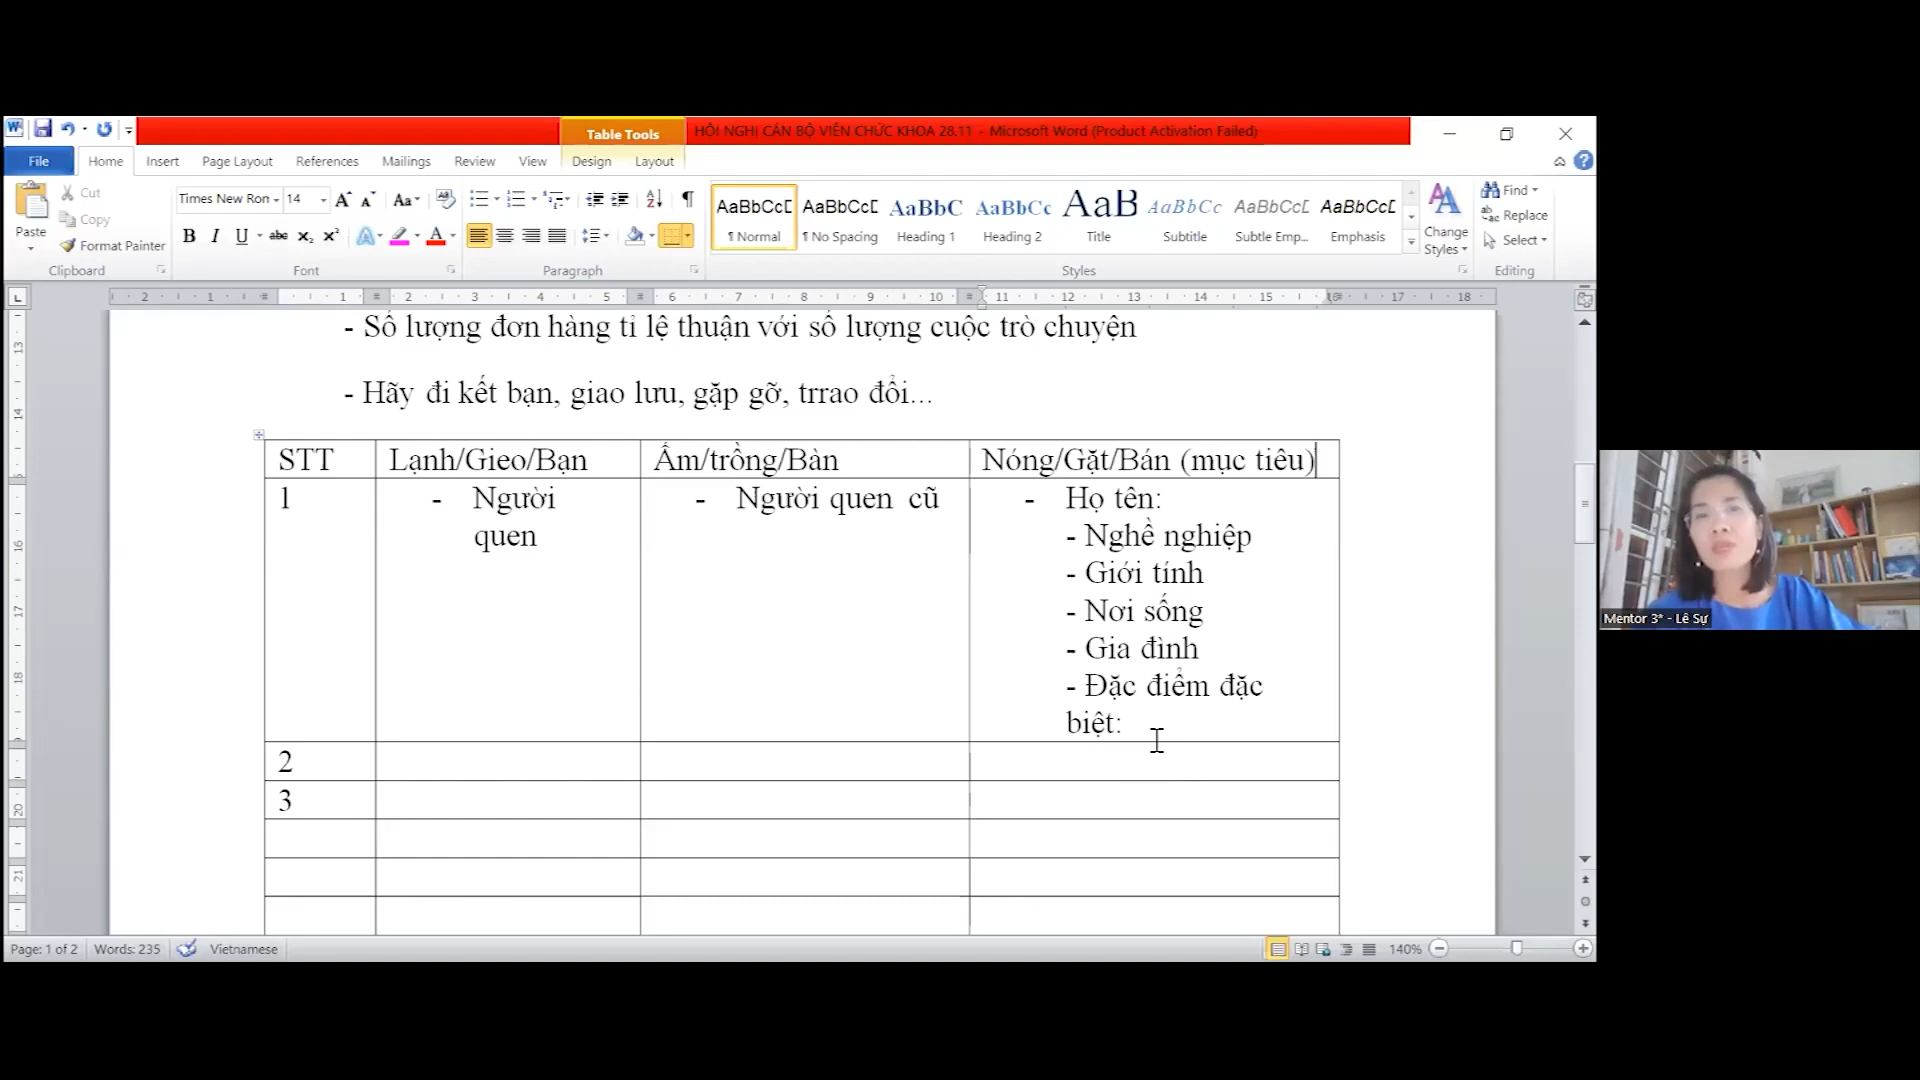 Table Tools
HỘI NGHỊ CÁN BỘ VIÊN CHỨC KHOA 28.11 - Microsoft Word (Product Activation Failed)
File Home Insert Page Layout References Mailings Review View Design Layout
Paste
Cut
Copy
Format Painter
Clipboard
Times New Ron 14
Font
Paragraph
AaBbCcD AaBbCcD AaBbC AaBbCc AaB AaBbCc AaBbCcD AaBbCcD
¶ Normal ¶ No Spacing Heading 1 Heading 2 Title Subtitle Subtle Emp... Emphasis
Styles
Change
Styles
Find
Replace
Select
Editing
- Số lượng đơn hàng tỉ lệ thuận với số lượng cuộc trò chuyện
- Hãy đi kết bạn, giao lưu, gặp gỡ, trrao đổi...
STT Lạnh/Gieo/Bạn Ấm/trồng/Bàn Nóng/Gặt/Bán (mục tiêu)
1
- Người
quen
- Người quen cũ
- Họ tên:
- Nghề nghiệp
- Giới tính
- Nơi sống
- Gia đình
- Đặc điểm đặc
biệt:
2
3
Page: 1 of 2 Words: 235 Vietnamese 140%
Mentor 3* - Lê Sự